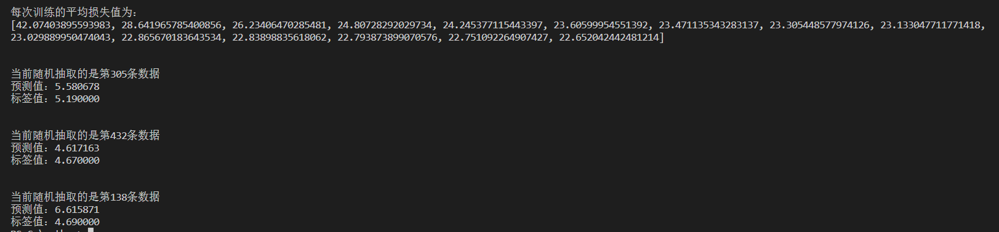 每次训练的平均损失值为:
[42.07403895593983, 28.641965785400856, 26.23406470285481, 24.80728292029734, 24.245377115443397, 23.60599954551392, 23.471135343283137, 23.305448577974126, 23.133047711771418,
23.029889950474043, 22.865670183643534, 22.83898835618062, 22.793873899070576, 22.751092264907427, 22.652042442481214]
当前随机抽取的是第305条数据
预测值: 5.580678
标签值: 5.190000
当前随机抽取的是第432条数据
预测值: 4.617163
标签值: 4.670000
当前随机抽取的是第138条数据
预测值: 6.615871
标签值: 4.690000